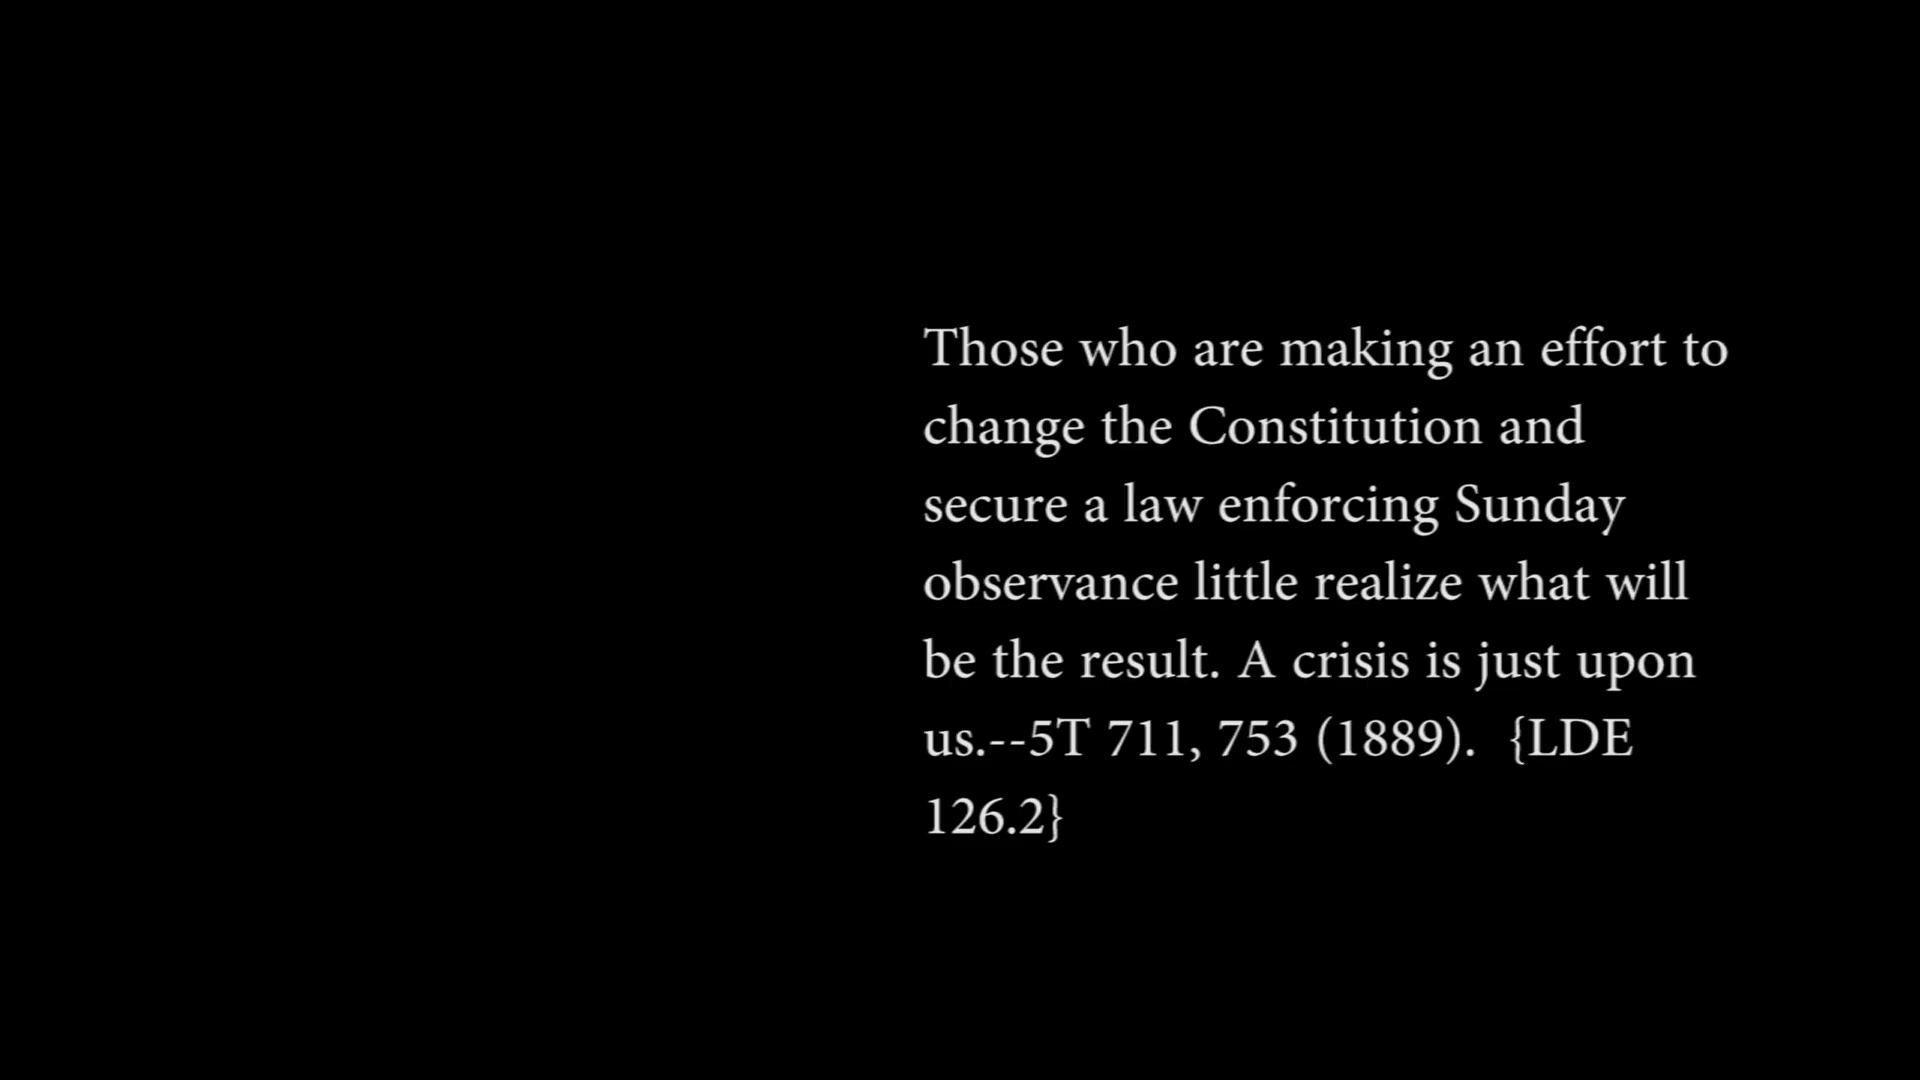 Those who are making an effort to
change the Constitution and
secure a law enforcing Sunday
observance little realize what will
be the result. A crisis is just upon
us.--5T 711, 753 (1889).  {LDE
126.2}